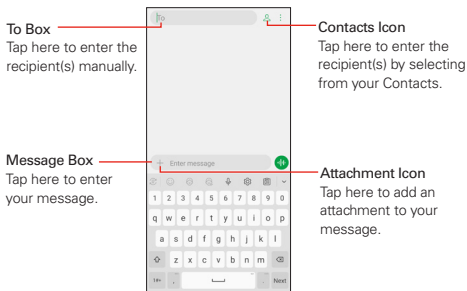 To Box
Tap here to enter the
recipient(s) manually.
To
Contacts Icon
Tap here to enter the
recipient(s) by selecting
from your Contacts.
Message Box
Tap here to enter
your message.
Enter message
Attachment Icon
Tap here to add an
attachment to your
message.
1 2 3 4 5 6 7 8 9 0
q w e r t y u i o p
a s d f g h j k l
z x c v b n m
!#+ , . Next